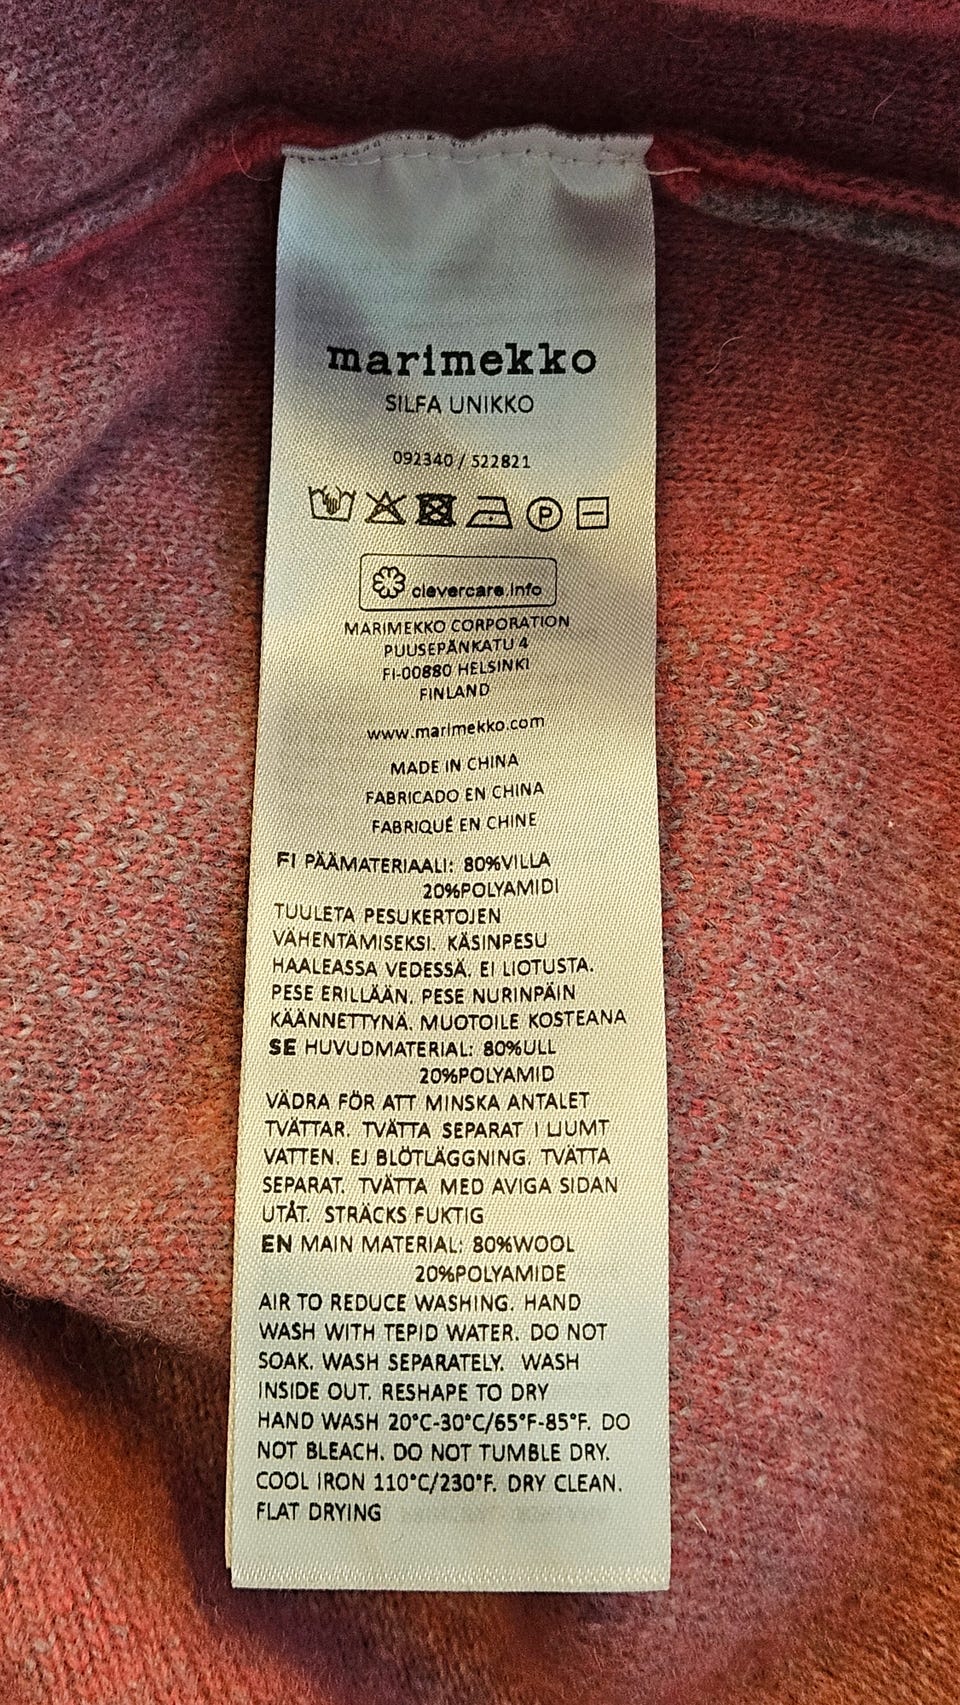 marimekko
SILFA UNIKKO
092340 / 522821
P
clevercare.info
MARIMEKKO CORPORATION
PUUSEPÄNKATU 4
FI-00880 HELSINKI
FINLAND
www.marimekko.com
MADE IN CHINA
FABRICADO EN CHINA
FABRIQUÉ EN CHINE
FI PÄÄMATERIAALI: 80%VILLA
20%POLYAMIDI
TUULETA PESUKERTOJEN
VÄHENTÄMISEKSI. KÄSINPESU
HAALEASSA VEDESSÄ. EI LIOTUSTA.
PESE ERILLÄÄN. PESE NURINPÄIN
KÄÄNNETTYNÄ. MUOTOILE KOSTEANA
SE HUVUDMATERIAL: 80%ULL
20%POLYAMID
VÄDRA FÖR ATT MINSKA ANTALET
TVÄTTAR. TVÄTTA SEPARAT I LJUMT
VATTEN. EJ BLÖTLÄGGNING. TVÄTTA
SEPARAT. TVÄTTA MED AVIGA SIDAN
UTÅT. STRÄCKS FUKTIG
EN MAIN MATERIAL: 80%WOOL
20%POLYAMIDE
AIR TO REDUCE WASHING. HAND
WASH WITH TEPID WATER. DO NOT
SOAK. WASH SEPARATELY. WASH
INSIDE OUT. RESHAPE TO DRY
HAND WASH 20°C-30°C/65°F-85°F. DO
NOT BLEACH. DO NOT TUMBLE DRY.
COOL IRON 110°C/230°F. DRY CLEAN.
FLAT DRYING